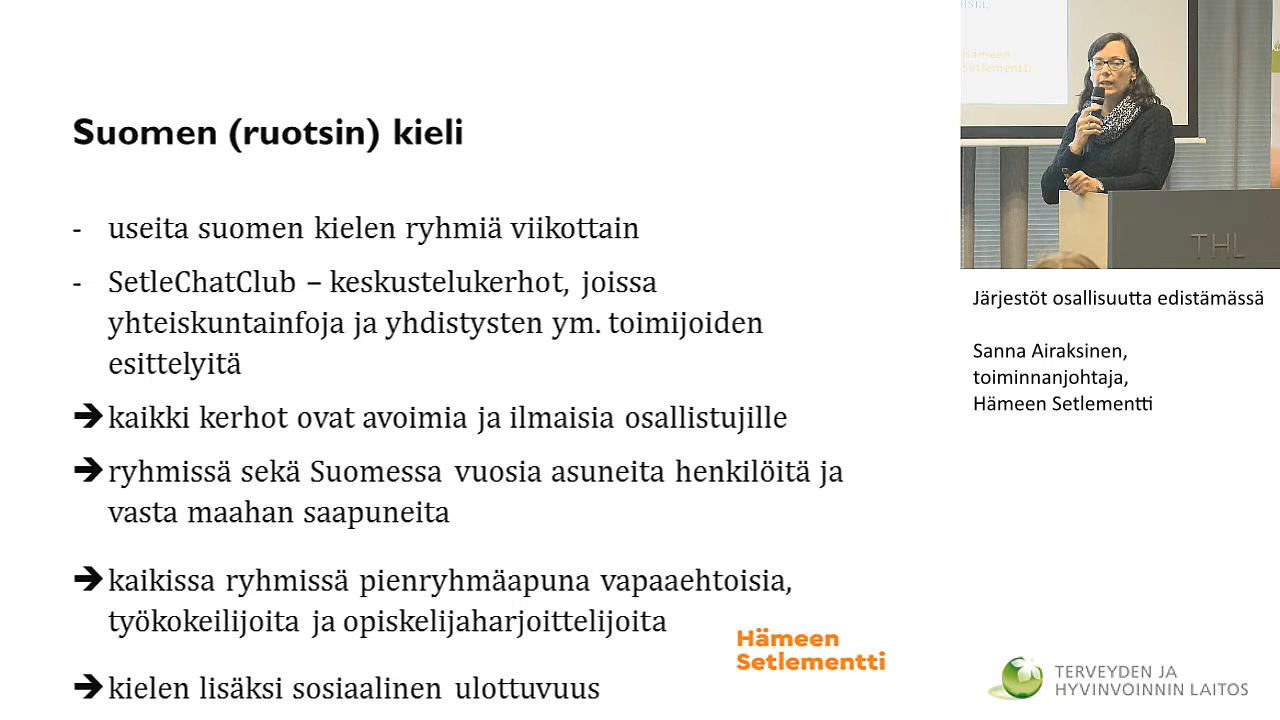 Suomen (ruotsin) kieli
- useita suomen kielen ryhmiä viikottain
- SetleChatClub – keskustelukerhot, joissa
yhteiskuntainfoja ja yhdistysten ym. toimijoiden
esittelyitä
➔ kaikki kerhot ovat avoimia ja ilmaisia osallistujille
➔ ryhmissä sekä Suomessa vuosia asuneita henkilöitä ja
vasta maahan saapuneita
➔ kaikissa ryhmissä pienryhmäapuna vapaaehtoisia,
työkokeilijoita ja opiskelijaharjoittelijoita
➔ kielen lisäksi sosiaalinen ulottuvuus
Hämeen
Setlementti
Hämeen
Setlementti
THL
Järjestöt osallisuutta edistämässä
Sanna Airaksinen,
toiminnanjohtaja,
Hämeen Setlementti
TERVEYDEN JA
HYVINVOINNIN LAITOS